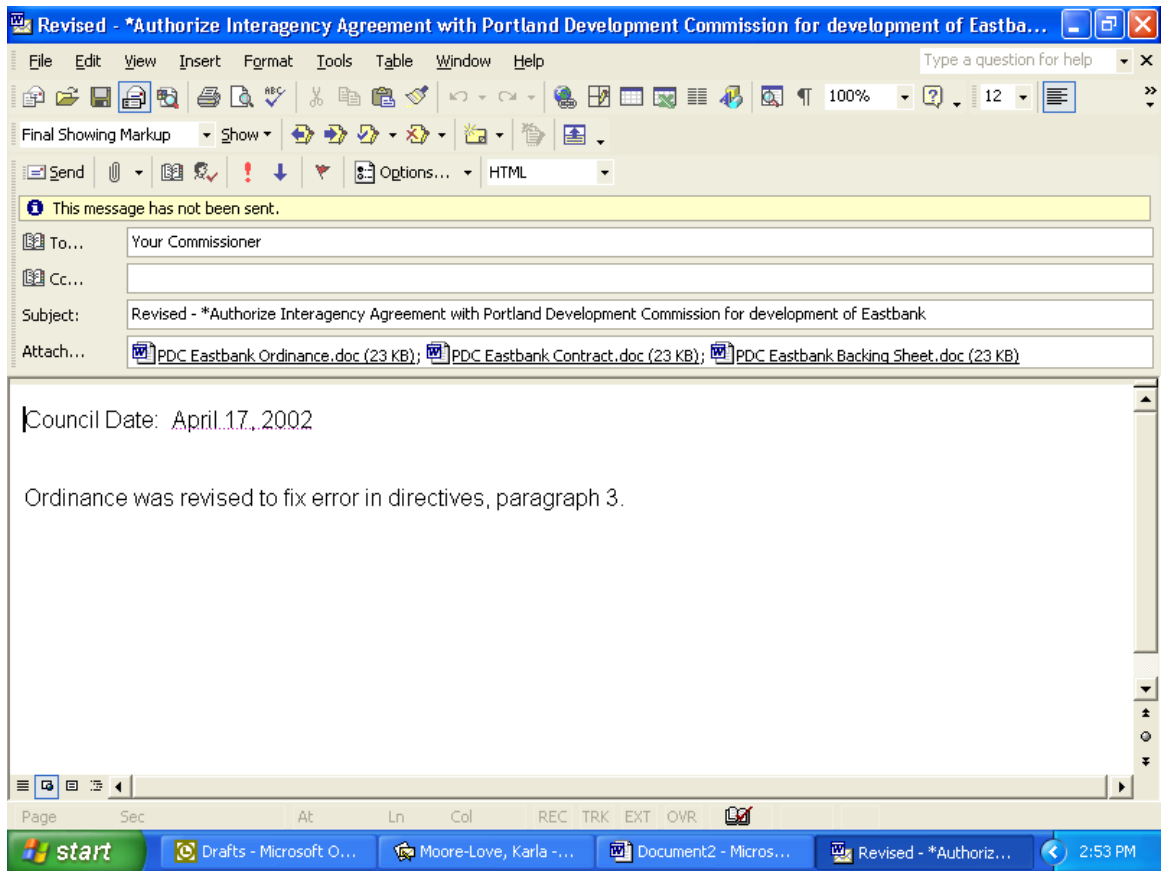 Revised - *Authorize Interagency Agreement with Portland Development Commission for development of Eastba...
File Edit View Insert Format Tools Table Window Help Type a question for help
100% 12
Final Showing Markup Show
Send Options... HTML
This message has not been sent.
To... Your Commissioner
Cc...
Subject: Revised - *Authorize Interagency Agreement with Portland Development Commission for development of Eastbank
Attach... PDC Eastbank Ordinance.doc (23 KB); PDC Eastbank Contract.doc (23 KB); PDC Eastbank Backing Sheet.doc (23 KB)
Council Date: April 17, 2002
Ordinance was revised to fix error in directives, paragraph 3.
Page Sec At Ln Col REC TRK EXT OVR
start Drafts - Microsoft O... Moore-Love, Karla -... Document2 - Micros... Revised - *Authoriz... 2:53 PM